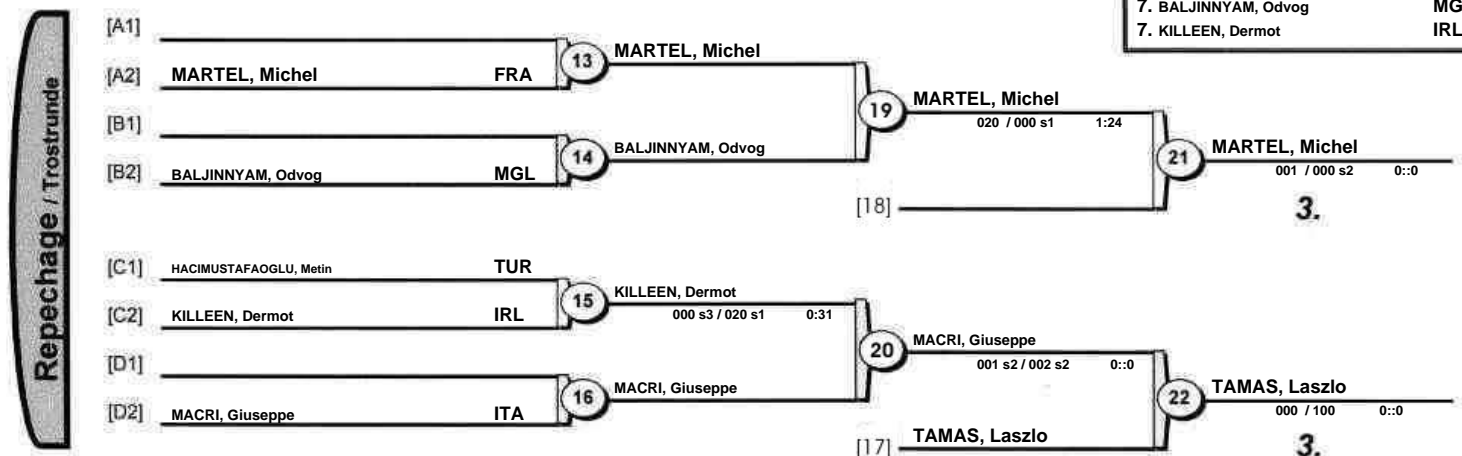 7. BALJINNYAM, Odvog MG
7. KILLEEN, Dermot IRL
Repechage / Trostrunde
[A1]
[A2] MARTEL, Michel FRA
13 MARTEL, Michel
[B1]
[B2] BALJINNYAM, Odvog MGL
14 BALJINNYAM, Odvog
19 MARTEL, Michel
020 / 000 s1 1:24
[18]
21 MARTEL, Michel
001 / 000 s2 0::0
3.
[C1] HACIMUSTAFAOGLU, Metin TUR
[C2] KILLEEN, Dermot IRL
15 KILLEEN, Dermot
000 s3 / 020 s1 0:31
[D1]
[D2] MACRI, Giuseppe ITA
16 MACRI, Giuseppe
20 MACRI, Giuseppe
001 s2 / 002 s2 0::0
[17] TAMAS, Laszlo
22 TAMAS, Laszlo
000 / 100 0::0
3.